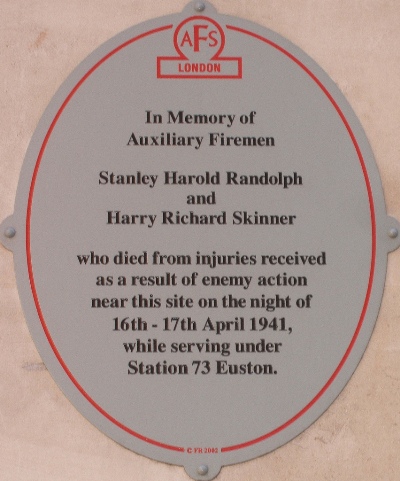 AFS
LONDON
In Memory of
Auxiliary Firemen
Stanley Harold Randolph
and
Harry Richard Skinner
who died from injuries received
as a result of enemy action
near this site on the night of
16th - 17th April 1941,
while serving under
Station 73 Euston.